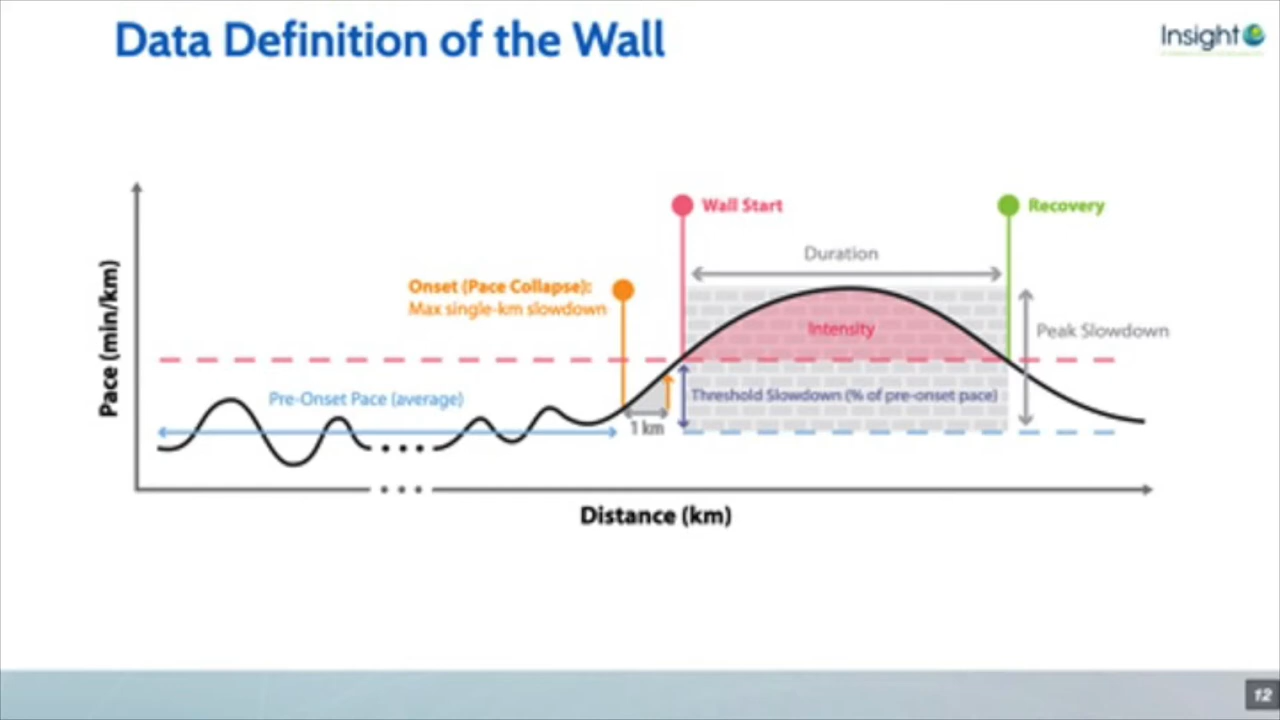 Data Definition of the Wall
Insight
Wall Start
Recovery
Duration
Onset (Pace Collapse):
Max single-km slowdown
Intensity
Peak Slowdown
Pace (min/km)
Pre-Onset Pace (average)
Threshold Slowdown (% of pre-onset pace)
1 km
Distance (km)
12